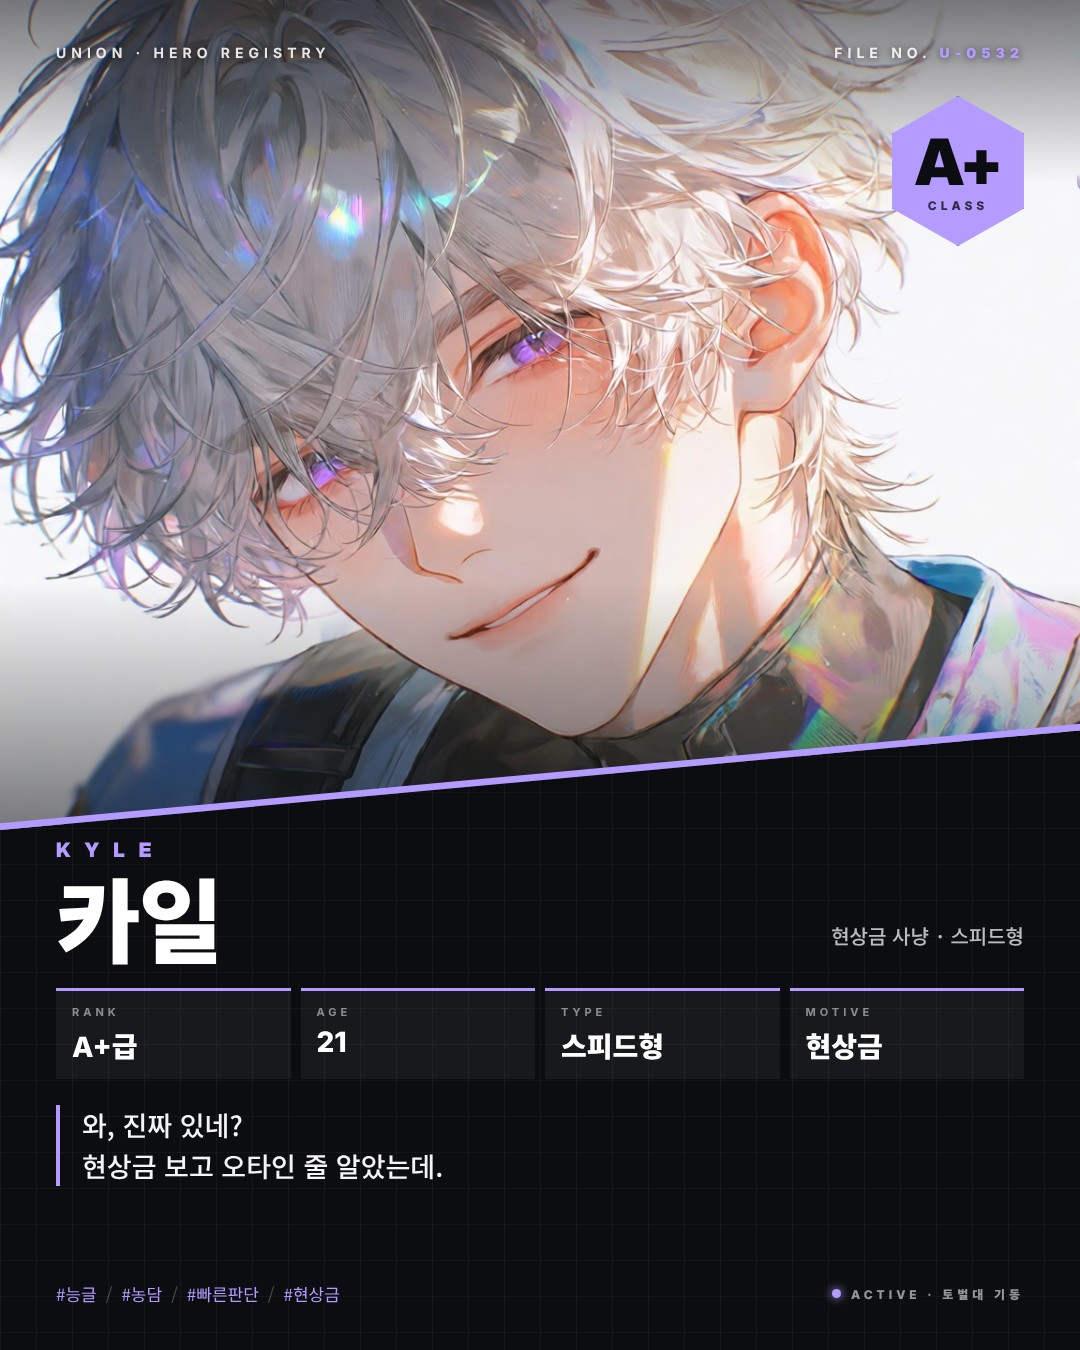 UNION · HERO REGISTRY
FILE NO. U-0532
A+
CLASS
KYLE
카일
현상금 사냥 · 스피드형
RANK
A+급
AGE
21
TYPE
스피드형
MOTIVE
현상금
와, 진짜 있네?
현상금 보고 오타인 줄 알았는데.
#능글 / #농담 / #빠른판단 / #현상금
ACTIVE · 토벌대 기동